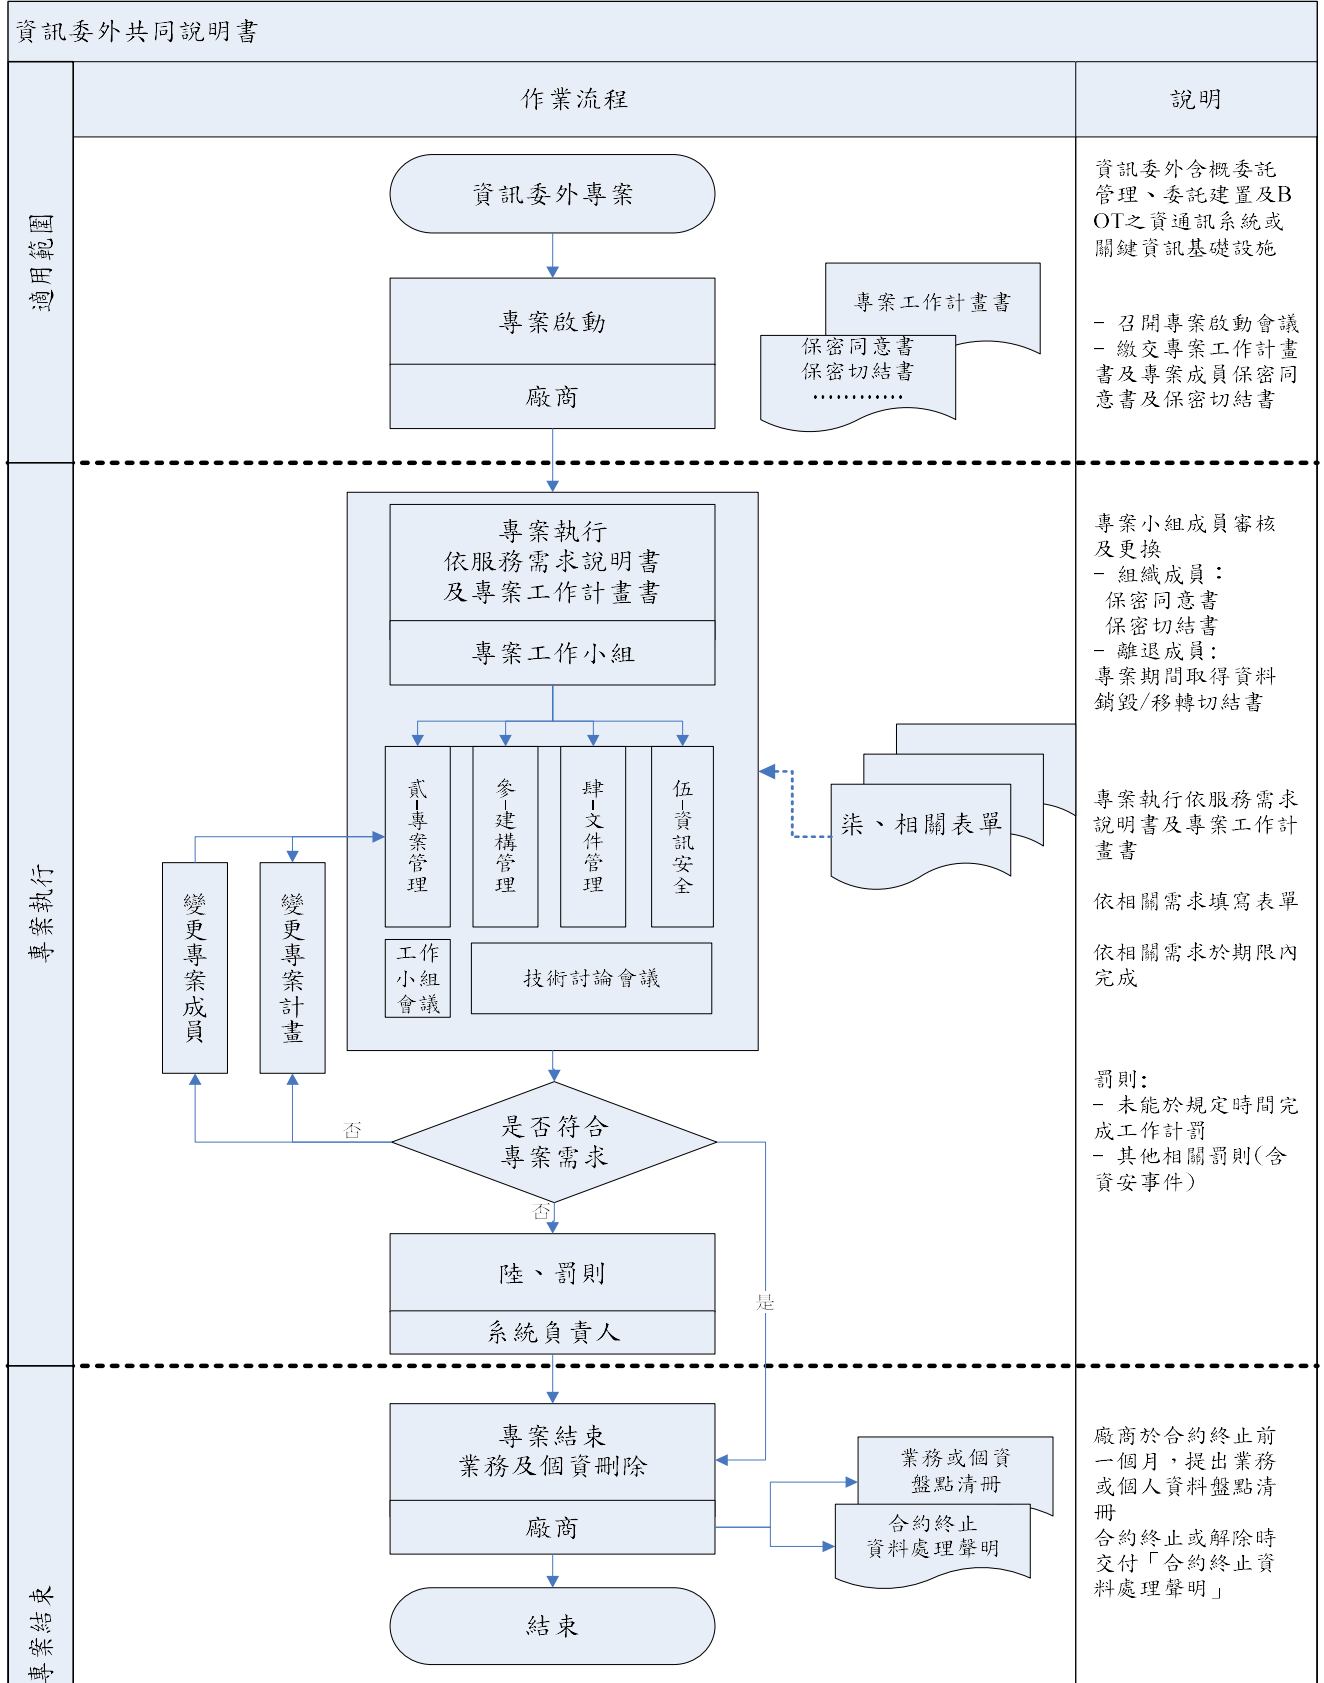 資訊委外共同說明書
作業流程
說明
適用範圍
資訊委外專案
專案啟動
廠商
專案工作計畫書
保密同意書
保密切結書
............
資訊委外含概委託
管理、委託建置及B
OT之資通訊系統或
關鍵資訊基礎設施
- 召開專案啟動會議
- 繳交專案工作計畫
書及專案成員保密同
意書及保密切結書
專案執行
專案執行
依服務需求說明書
及專案工作計畫書
專案工作小組
貳-專案管理
參-建構管理
肆-文件管理
伍-資訊安全
工作
小組
會議
技術討論會議
變更專案成員
變更專案計畫
柒、相關表單
是否符合
專案需求
否
否
是
陸、罰則
系統負責人
專案小組成員審核
及更換
- 組織成員：
保密同意書
保密切結書
- 離退成員:
專案期間取得資料
銷毀/移轉切結書
專案執行依服務需求
說明書及專案工作計
畫書
依相關需求填寫表單
依相關需求於期限內
完成
罰則:
- 未能於規定時間完
成工作計罰
- 其他相關罰則(含
資安事件)
專案結束
專案結束
業務及個資刪除
廠商
業務或個資
盤點清冊
合約終止
資料處理聲明
結束
廠商於合約終止前
一個月，提出業務
或個人資料盤點清
冊
合約終止或解除時
交付「合約終止資
料處理聲明」